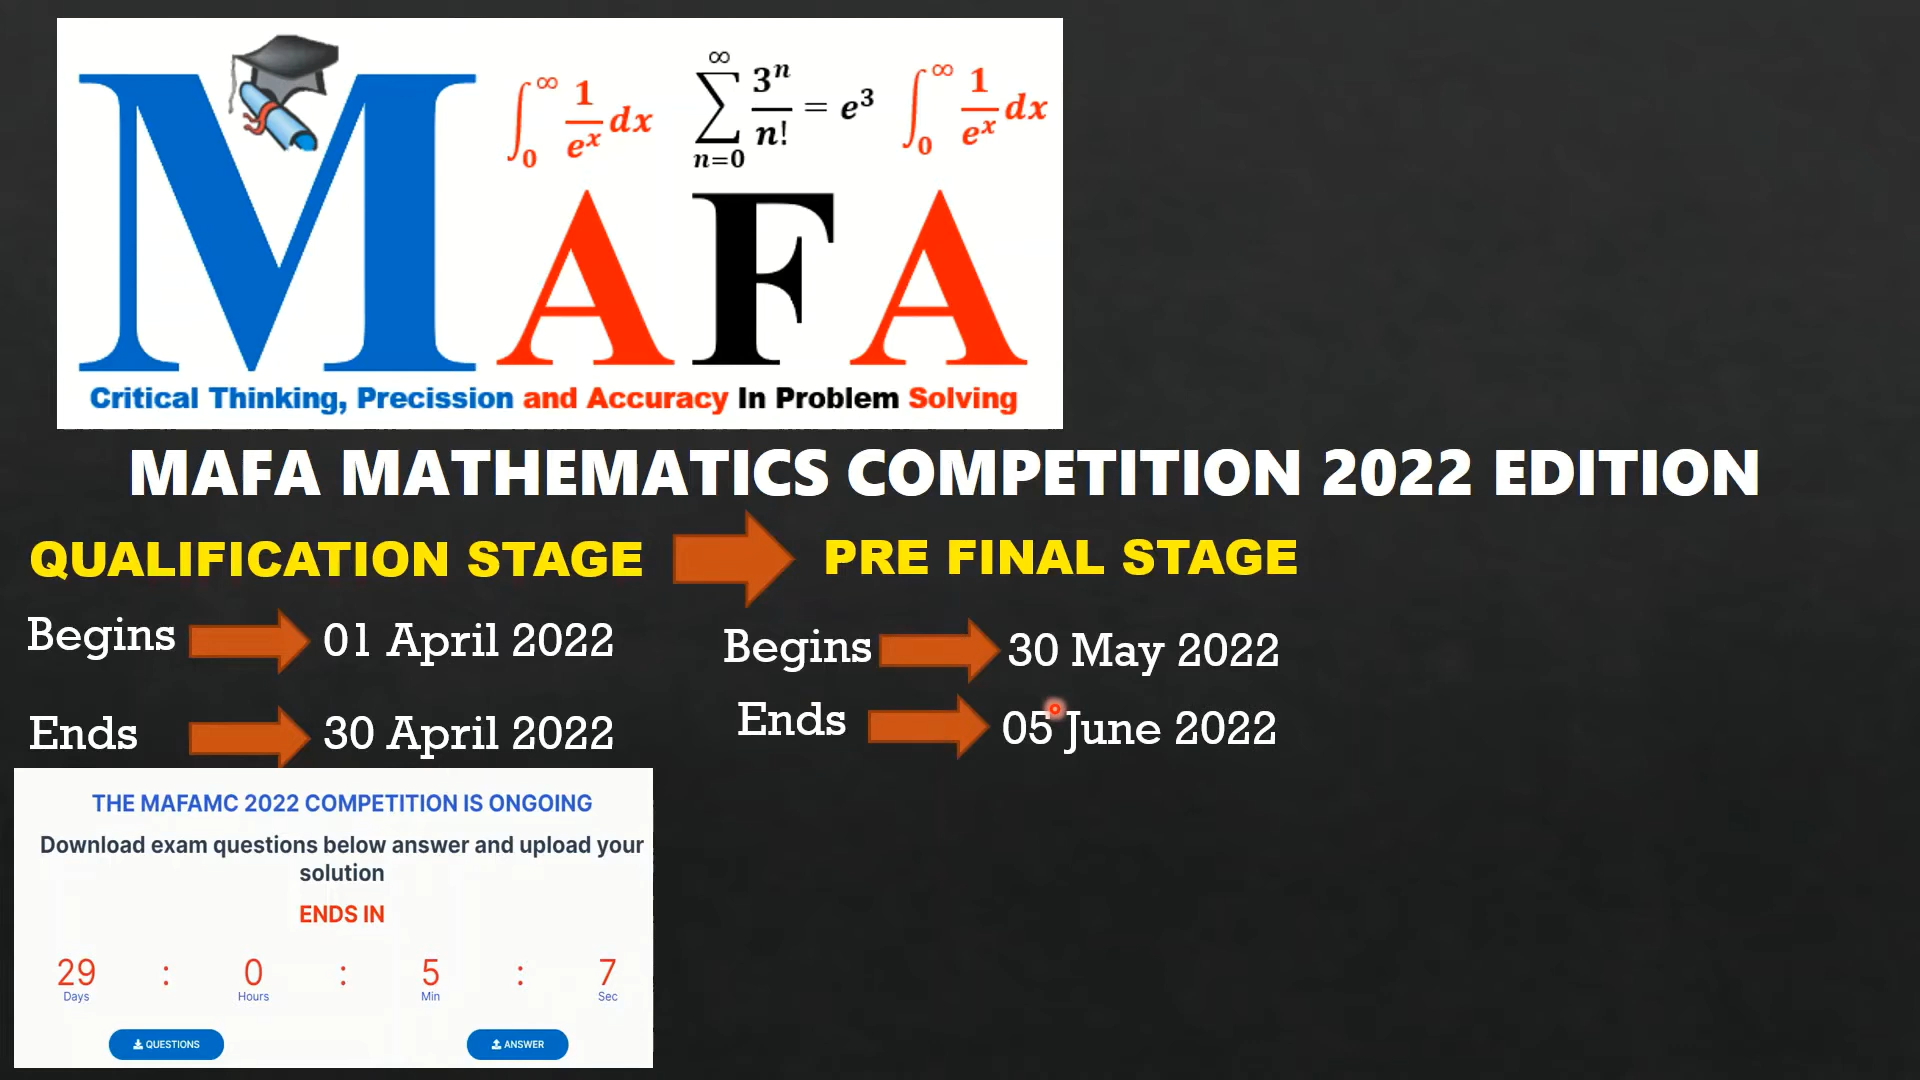 ∫₀^∞ 1/eˣ dx
∑_{n=0}^∞ 3ⁿ/n! = e³
∫₀^∞ 1/eˣ dx
MAFA
Critical Thinking, Precission and Accuracy In Problem Solving
MAFA MATHEMATICS COMPETITION 2022 EDITION
QUALIFICATION STAGE
Begins 01 April 2022
Ends 30 April 2022
PRE FINAL STAGE
Begins 30 May 2022
Ends 05 June 2022
THE MAFAMC 2022 COMPETITION IS ONGOING
Download exam questions below answer and upload your
solution
ENDS IN
29 : 0 : 5 : 7
Days Hours Min Sec
QUESTIONS ANSWER